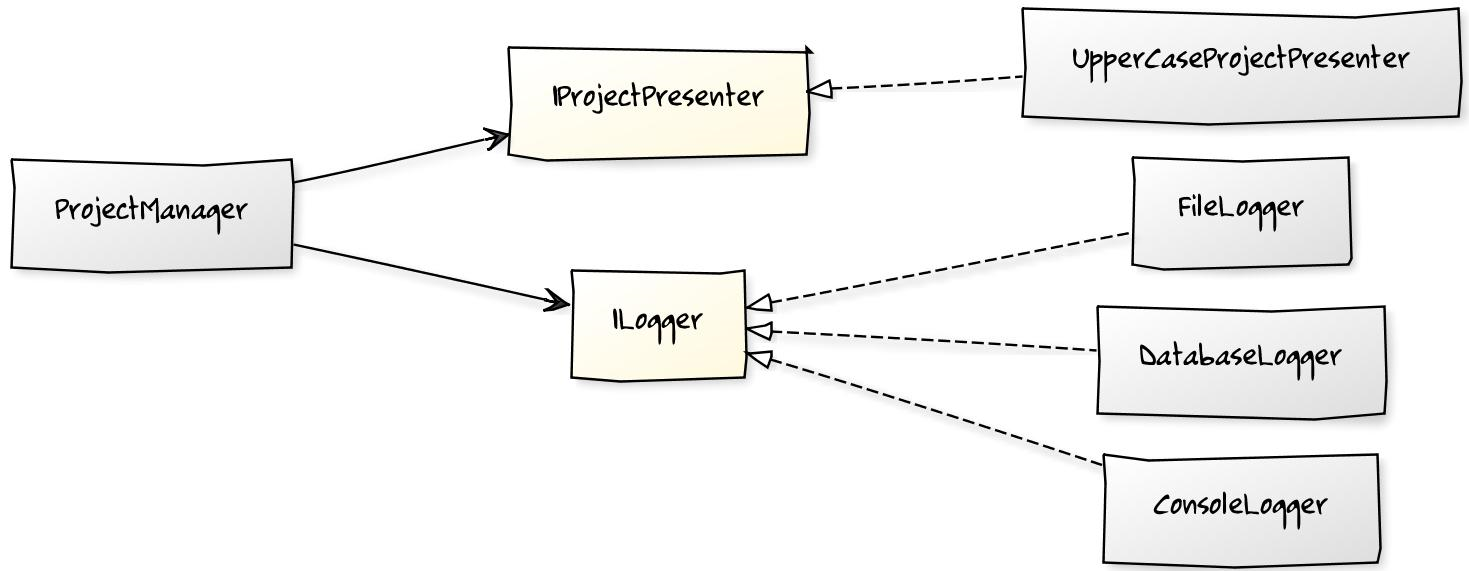 UpperCaseProjectPresenter
IProjectPresenter
ProjectManager
FileLogger
ILogger
DatabaseLogger
ConsoleLogger